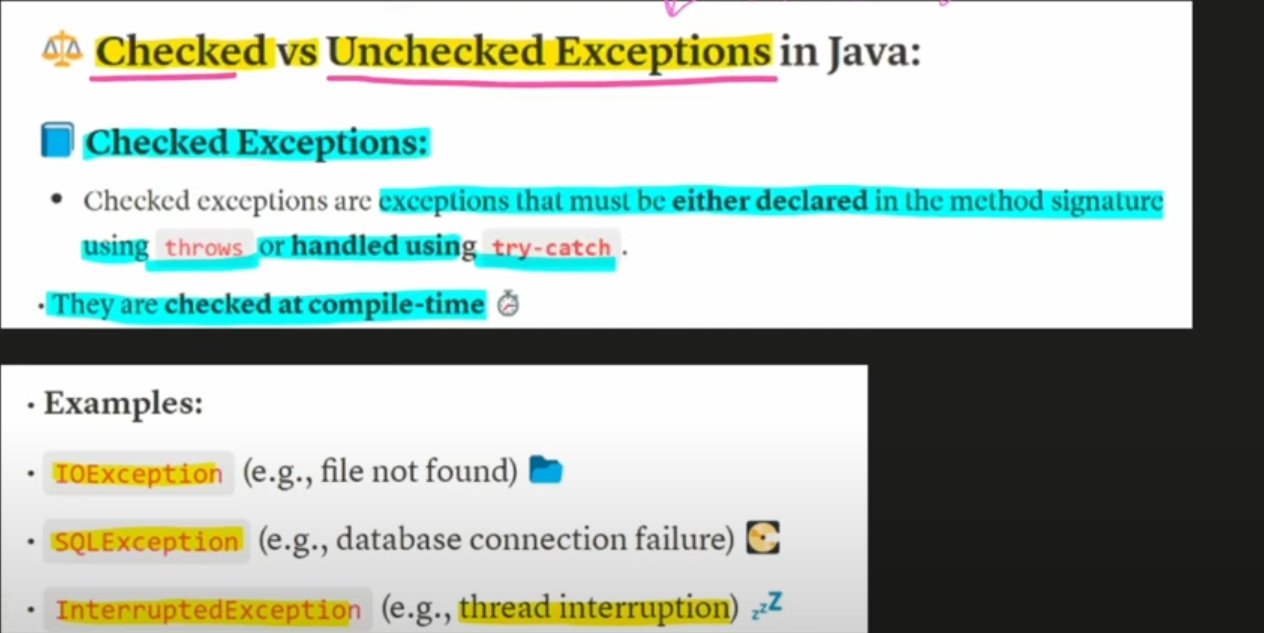 Checked vs Unchecked Exceptions in Java:
Checked Exceptions:
• Checked exceptions are exceptions that must be either declared in the method signature
using throws or handled using try-catch .
· They are checked at compile-time
· Examples:
· IOException (e.g., file not found)
· SQLException (e.g., database connection failure)
· InterruptedException (e.g., thread interruption) zzZ